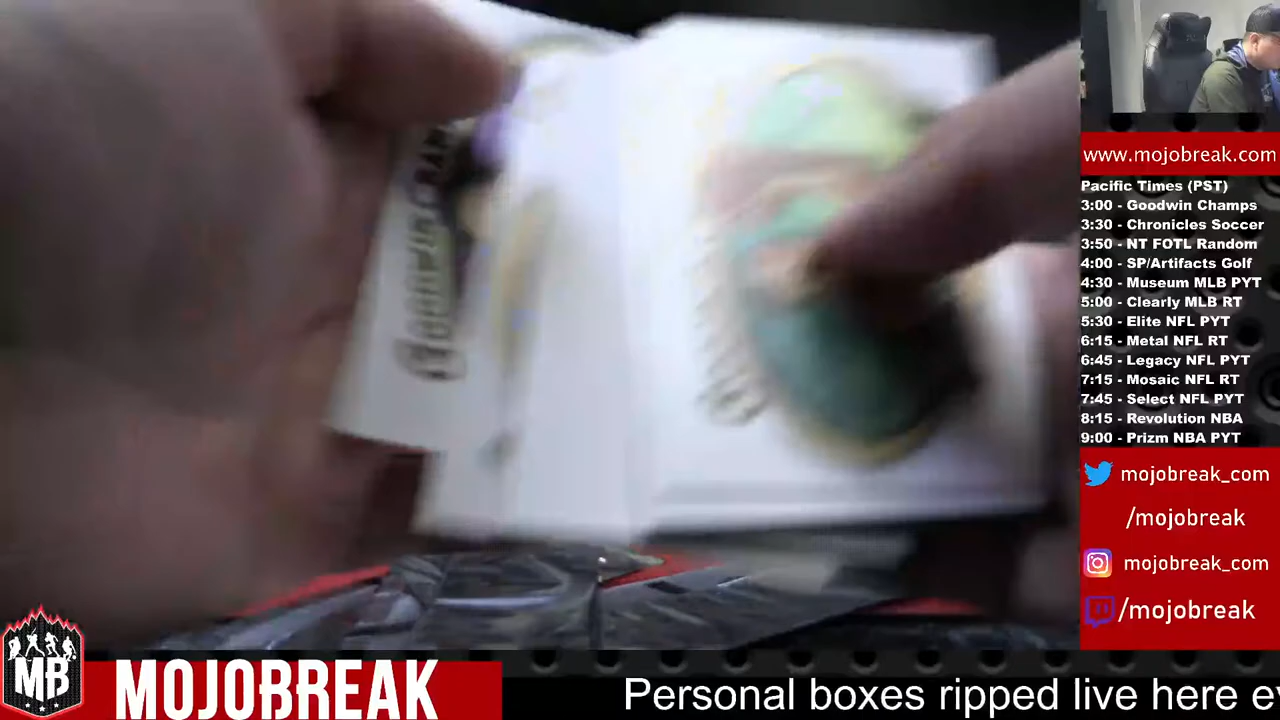 www.mojobreak.com
Pacific Times (PST)
3:00 - Goodwin Champs
3:30 - Chronicles Soccer
3:50 - NT FOTL Random
4:00 - SP/Artifacts Golf
4:30 - Museum MLB PYT
5:00 - Clearly MLB RT
5:30 - Elite NFL PYT
6:15 - Metal NFL RT
6:45 - Legacy NFL PYT
7:15 - Mosaic NFL RT
7:45 - Select NFL PYT
8:15 - Revolution NBA
9:00 - Prizm NBA PYT
mojobreak_com
/mojobreak
mojobreak_com
/mojobreak
MB
MOJOBREAK
Personal boxes ripped live here e